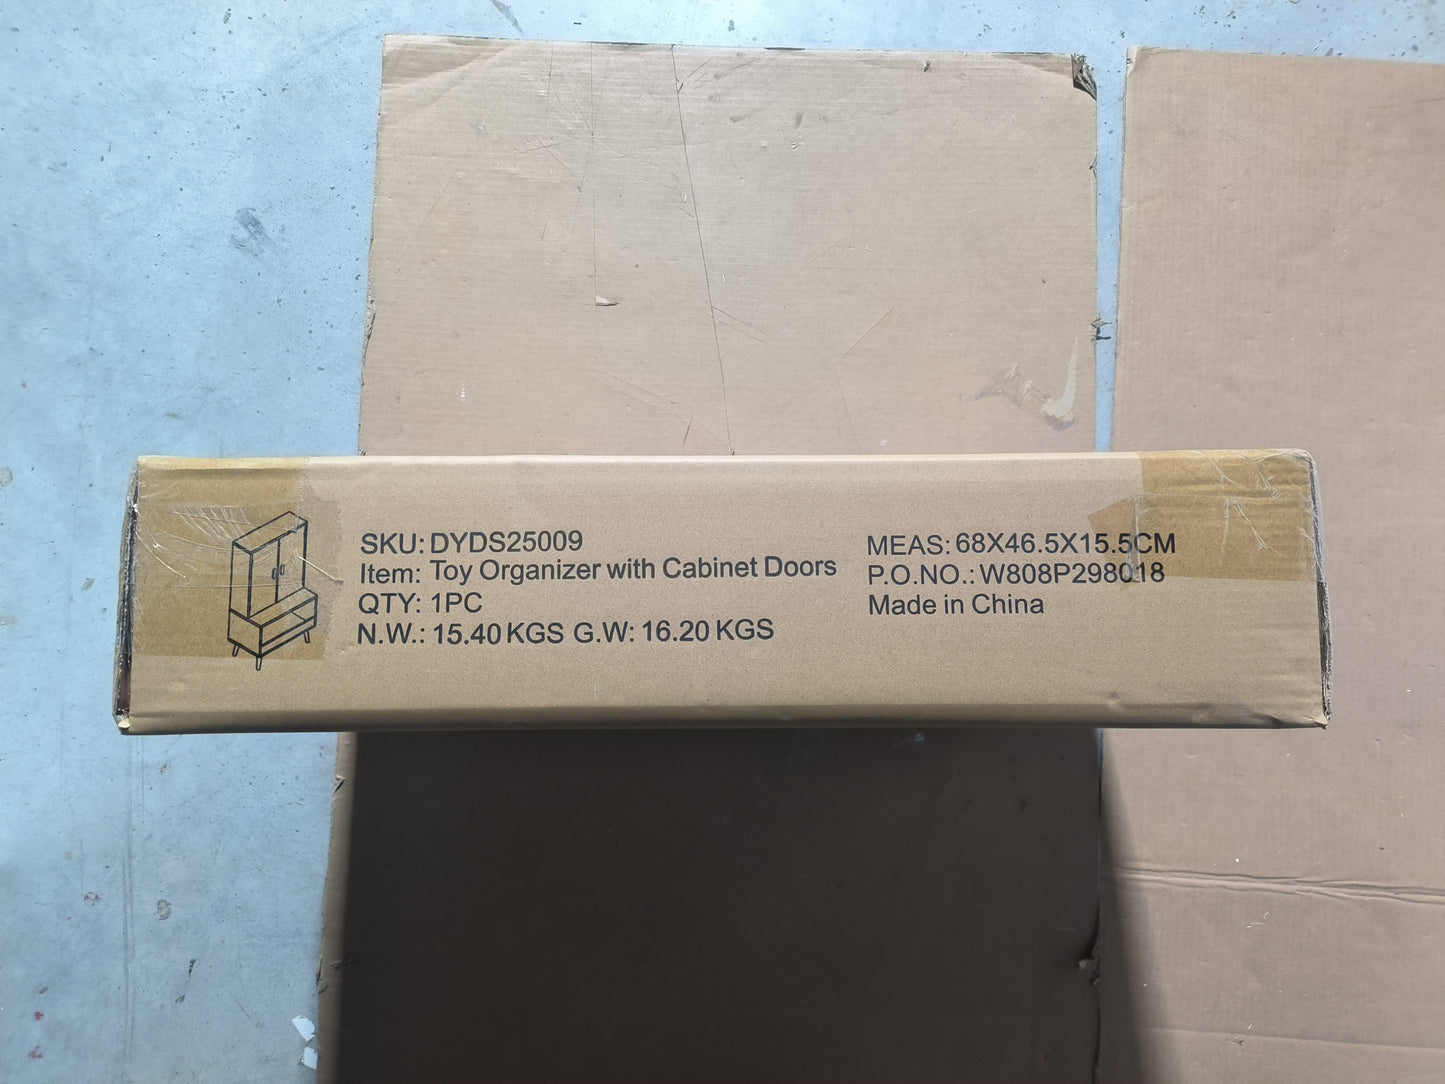 SKU: DYDS25009
Item: Toy Organizer with Cabinet Doors
QTY: 1PC
N.W.: 15.40 KGS G.W: 16.20 KGS
MEAS: 68X46.5X15.5CM
P.O.NO.: W808P298018
Made in China